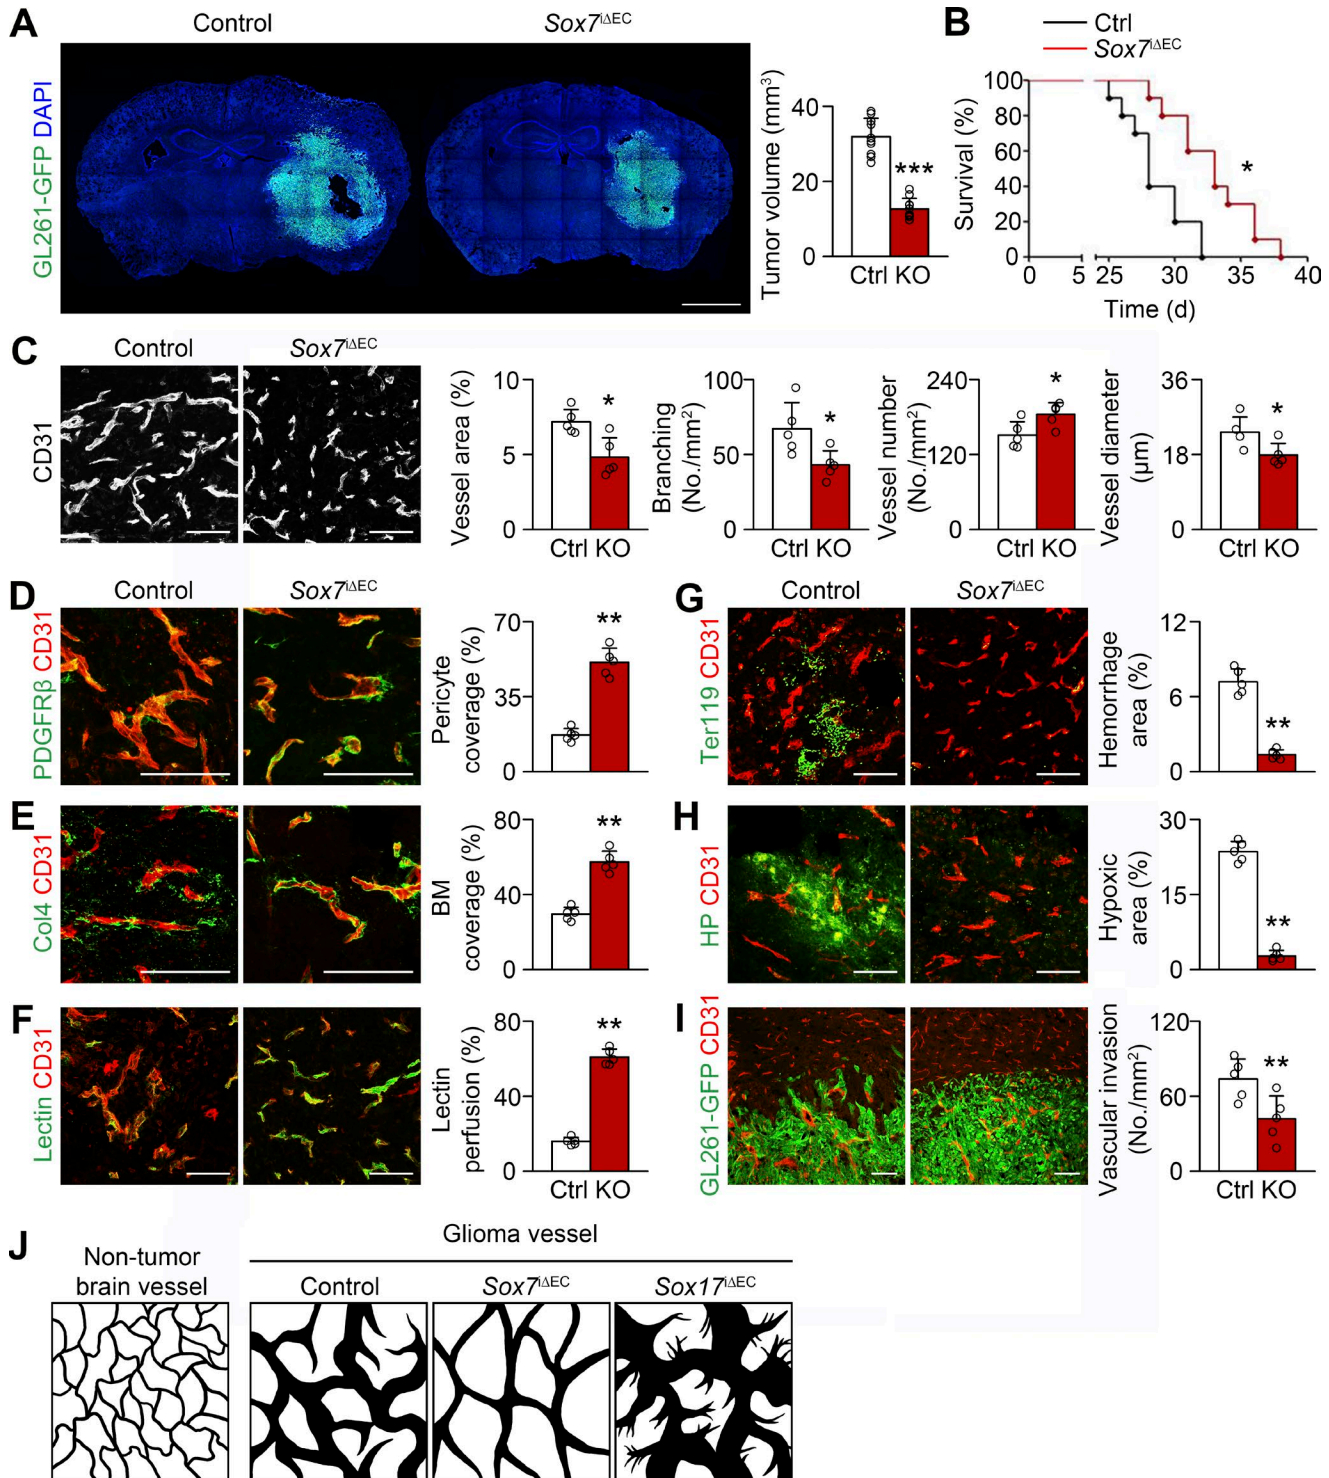 A
Control
Sox7iΔEC
GL261-GFP DAPI
Tumor volume (mm3)
40
20
0
***
Ctrl KO
B
Ctrl
Sox7iΔEC
Survival (%)
100
80
60
40
20
0
*
0 5 25 30 35 40
Time (d)
C
Control
Sox7iΔEC
CD31
Vessel area (%)
10
5
0
*
Ctrl KO
Branching
(No./mm2)
100
50
0
*
Ctrl KO
Vessel number
(No./mm2)
240
120
0
*
Ctrl KO
Vessel diameter
(μm)
36
18
0
*
Ctrl KO
D
Control
Sox7iΔEC
PDGFRβ CD31
Pericyte
coverage (%)
70
35
0
**
E
Col4 CD31
BM
coverage (%)
80
40
0
**
F
Lectin CD31
Lectin
perfusion (%)
80
40
0
**
Ctrl KO
G
Control
Sox7iΔEC
Ter119 CD31
Hemorrhage
area (%)
12
6
0
**
H
HP CD31
Hypoxic
area (%)
30
15
0
**
I
GL261-GFP CD31
Vascular invasion
(No./mm2)
120
60
0
**
Ctrl KO
J
Non-tumor
brain vessel
Glioma vessel
Control
Sox7iΔEC
Sox17iΔEC